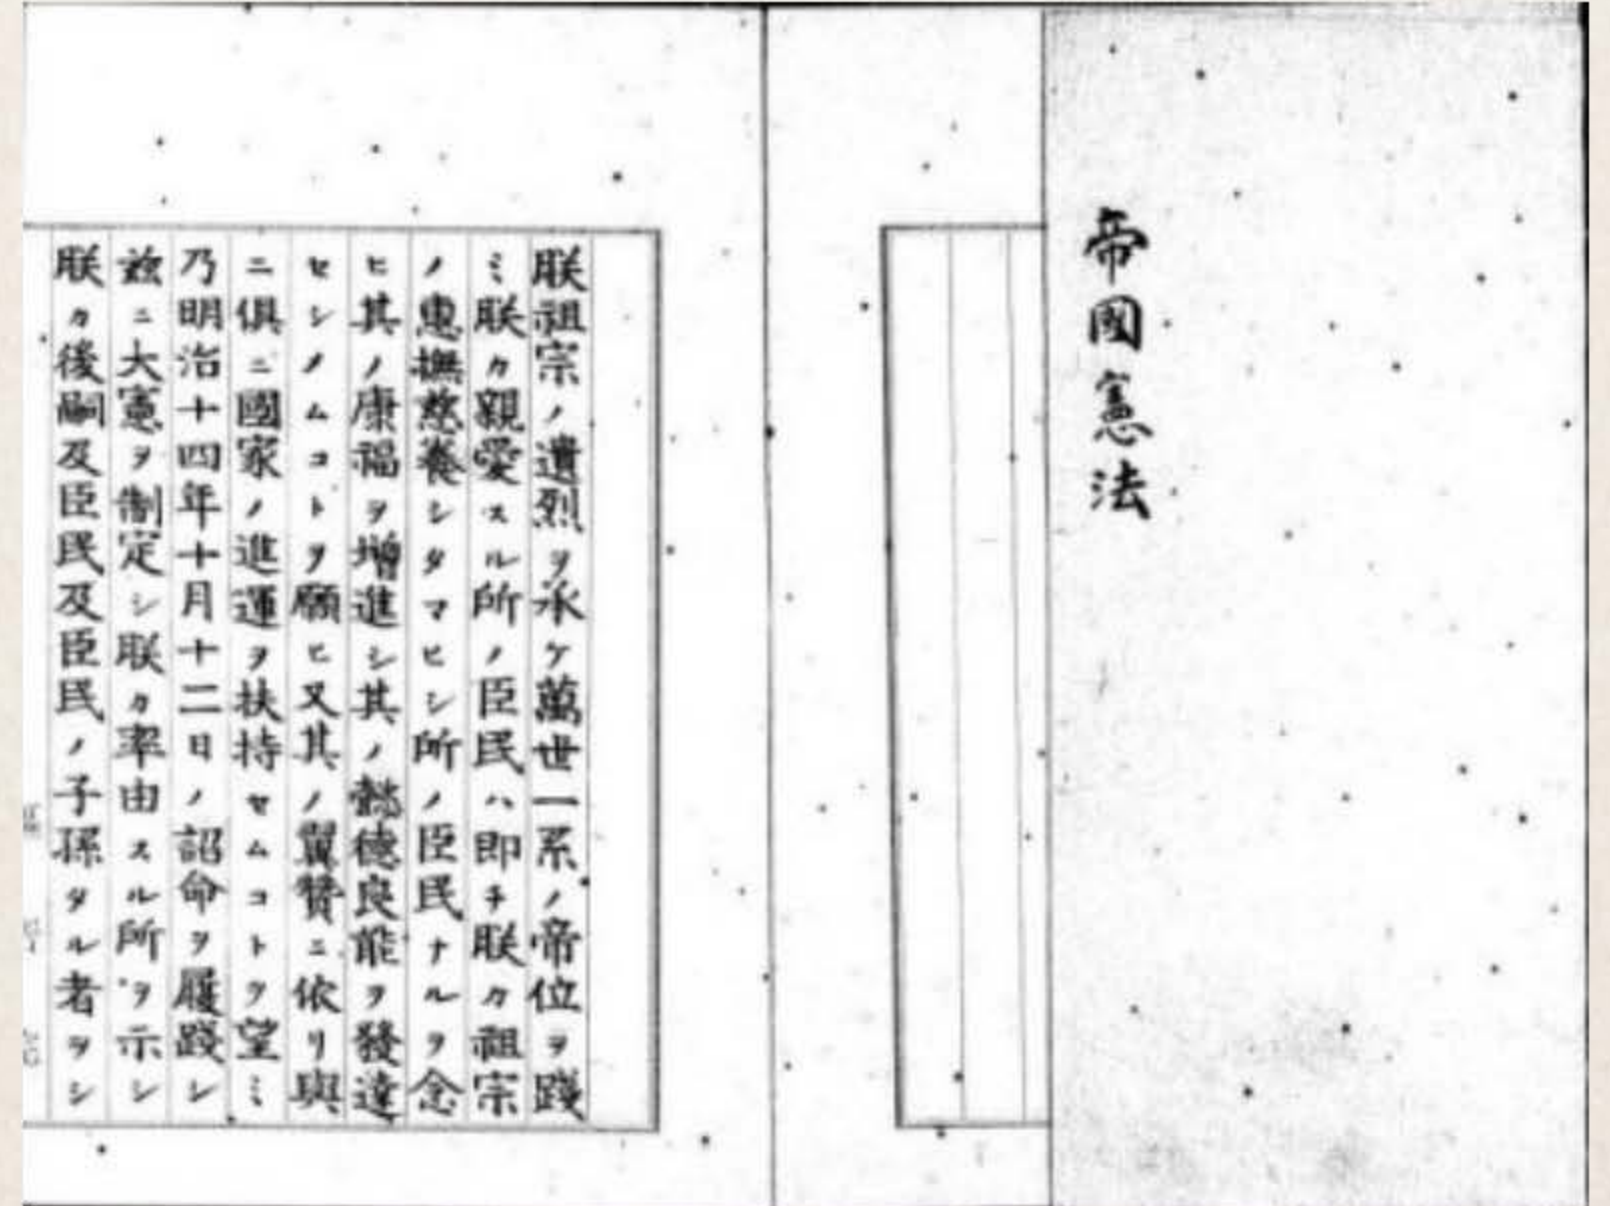 帝國憲法
朕祖宗ノ遺烈ヲ承ケ萬世一系ノ帝位ヲ踐
ミ朕カ親愛スル所ノ臣民ハ即チ朕カ祖宗
ノ惠撫慈養シタマヒシ所ノ臣民ナルヲ念
ヒ其ノ康福ヲ增進シ其ノ懿德良能ヲ發達
セシメムコトヲ願ヒ又其ノ翼贊ニ依リ與
ニ俱ニ國家ノ進運ヲ扶持セムコトヲ望ミ
乃明治十四年十月十二日ノ詔命ヲ履踐シ
茲ニ大憲ヲ制定シ朕カ率由スル所ヲ示シ
朕カ後嗣及臣民及臣民ノ子孫タル者ヲシ